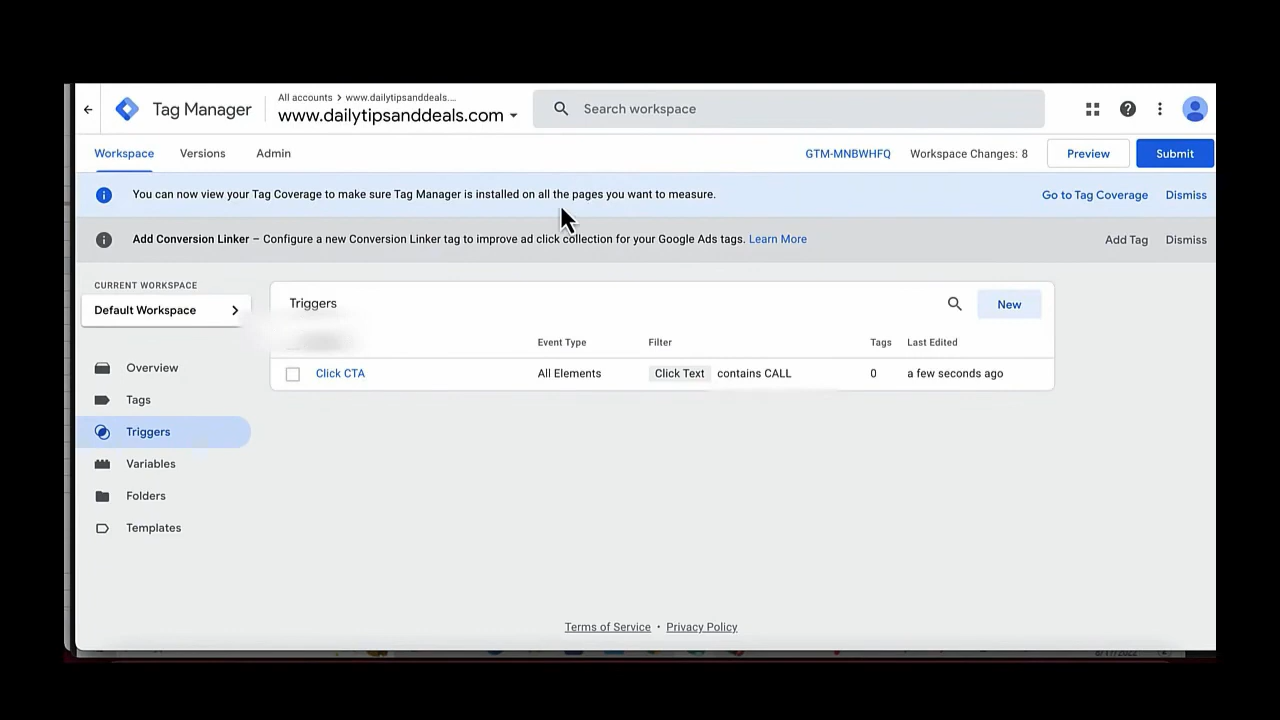 All accounts > www.dailytipsanddeals....
Tag Manager
www.dailytipsanddeals.com
Search workspace
Workspace Versions Admin GTM-MNBWHFQ Workspace Changes: 8 Preview Submit
You can now view your Tag Coverage to make sure Tag Manager is installed on all the pages you want to measure. Go to Tag Coverage Dismiss
Add Conversion Linker – Configure a new Conversion Linker tag to improve ad click collection for your Google Ads tags. Learn More Add Tag Dismiss
CURRENT WORKSPACE
Default Workspace
Overview
Tags
Triggers
Variables
Folders
Templates
Triggers New
Event Type Filter Tags Last Edited
Click CTA All Elements Click Text contains CALL 0 a few seconds ago
Terms of Service • Privacy Policy